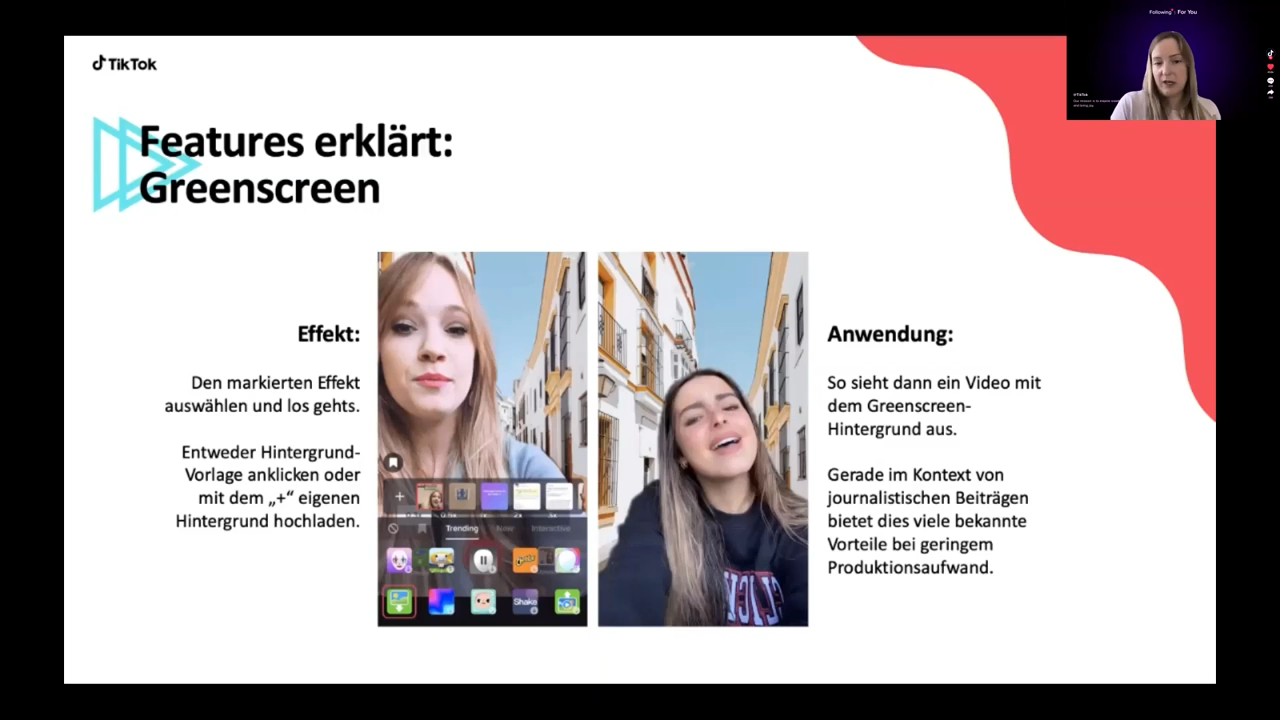 TikTok
Following
For You
Features erklärt:
Greenscreen
Effekt:
Den markierten Effekt
auswählen und los gehts.
Entweder Hintergrund-
Vorlage anklicken oder
mit dem „+“ eigenen
Hintergrund hochladen.
Trending
New
Interactive
Shake
Anwendung:
So sieht dann ein Video mit
dem Greenscreen-
Hintergrund aus.
Gerade im Kontext von
journalistischen Beiträgen
bietet dies viele bekannte
Vorteile bei geringem
Produktionsaufwand.